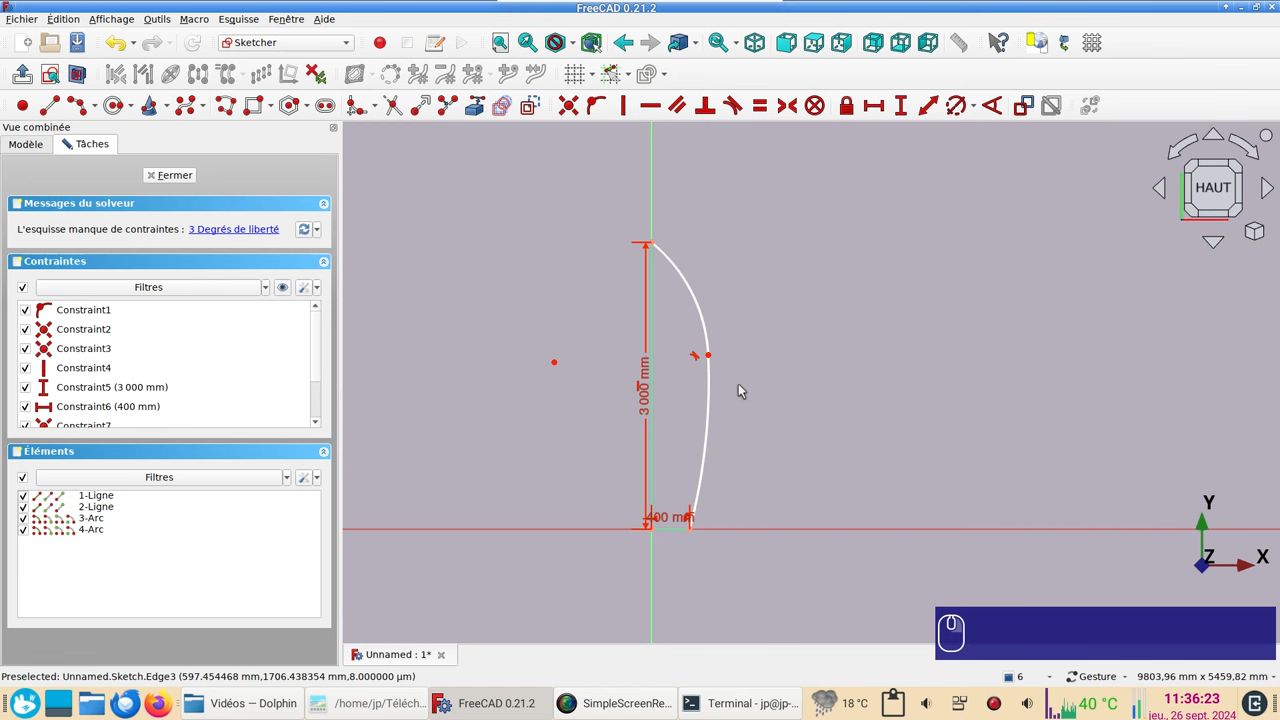 FreeCAD 0.21.2
Fichier Édition Affichage Outils Macro Esquisse Fenêtre Aide
Sketcher
Vue combinée
Modèle Tâches
Fermer
Messages du solveur
L'esquisse manque de contraintes : 3 Degrés de liberté
Contraintes
Filtres
Constraint1
Constraint2
Constraint3
Constraint4
Constraint5 (3 000 mm)
Constraint6 (400 mm)
Constraint7
Éléments
Filtres
1-Ligne
2-Ligne
3-Arc
4-Arc
3 000 mm
400 mm
HAUT
Y
Z
X
Unnamed : 1*
Preselected: Unnamed.Sketch.Edge3 (597.454468 mm,1706.438354 mm,8.000000 µm)
6
Gesture
9803,96 mm x 5459,82 mm
Vidéos — Dolphin
/home/jp/Téléch...
FreeCAD 0.21.2
SimpleScreenRe...
Terminal - jp@jp-...
18 °C
40 °C
11:36:23
jeu., 26 sept. 2024